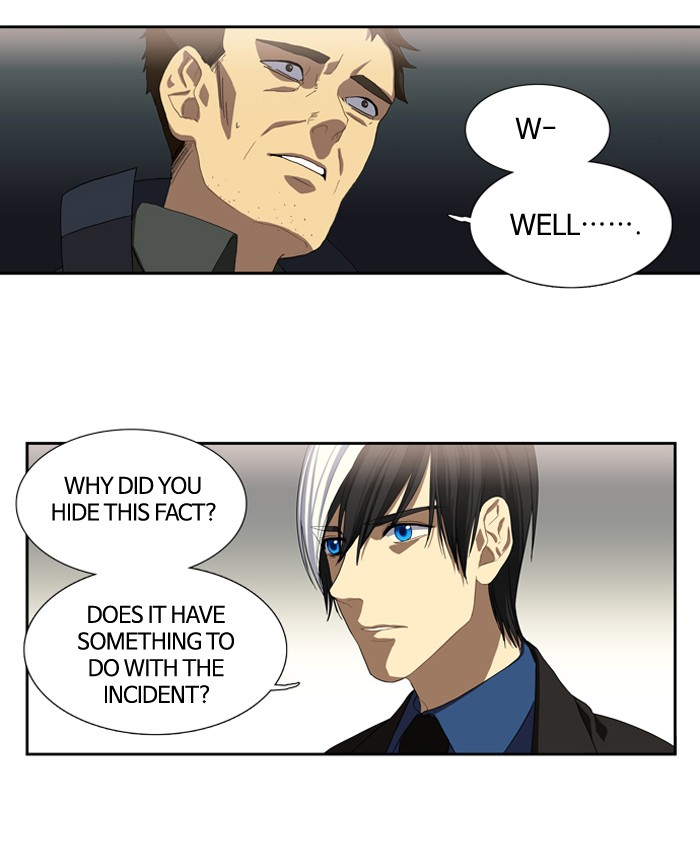 W-
WELL…….
WHY DID YOU
HIDE THIS FACT?
DOES IT HAVE
SOMETHING TO
DO WITH THE
INCIDENT?